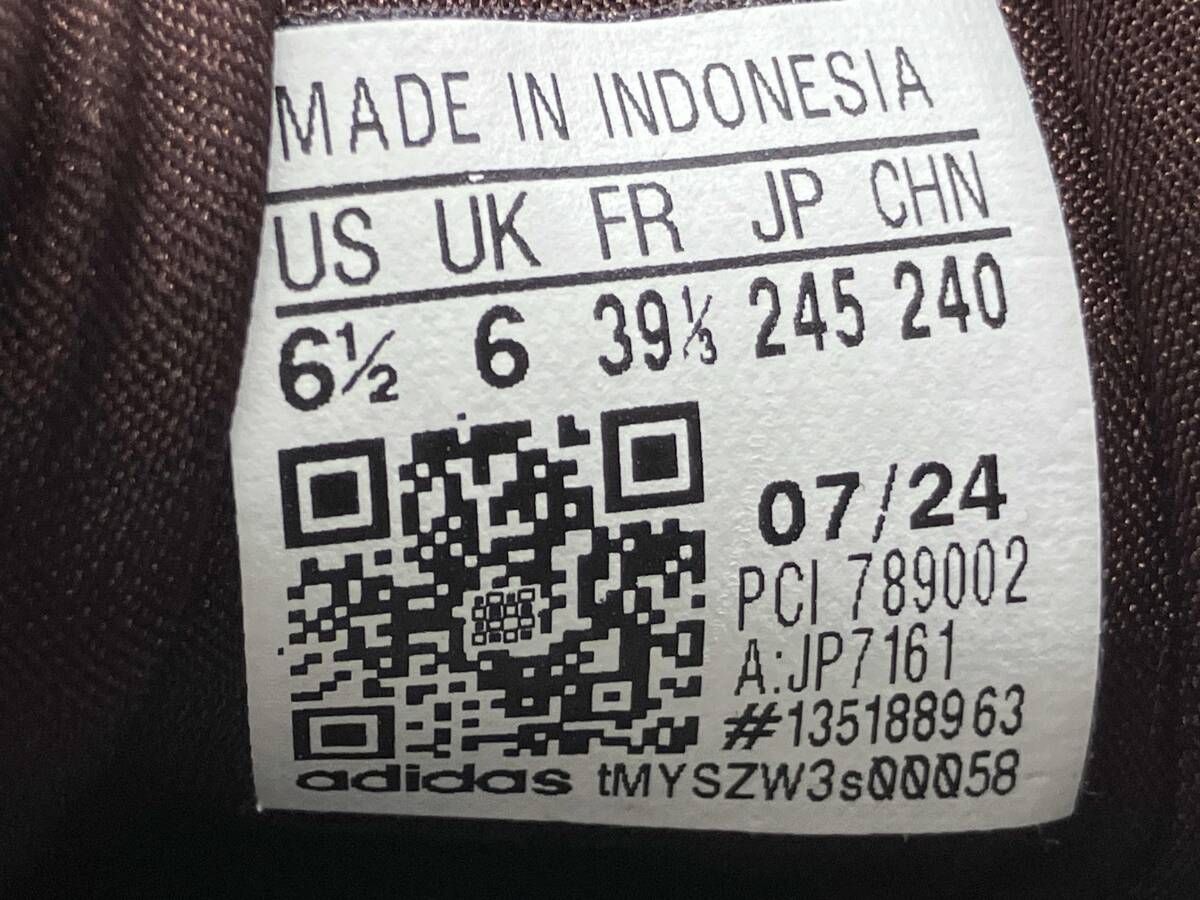 MADE IN INDONESIA
US UK FR JP CHN
6½ 6 39⅓ 245 240
07/24
PCI 789002
A:JP7161
#135188963
adidas tMYSZW3s00058